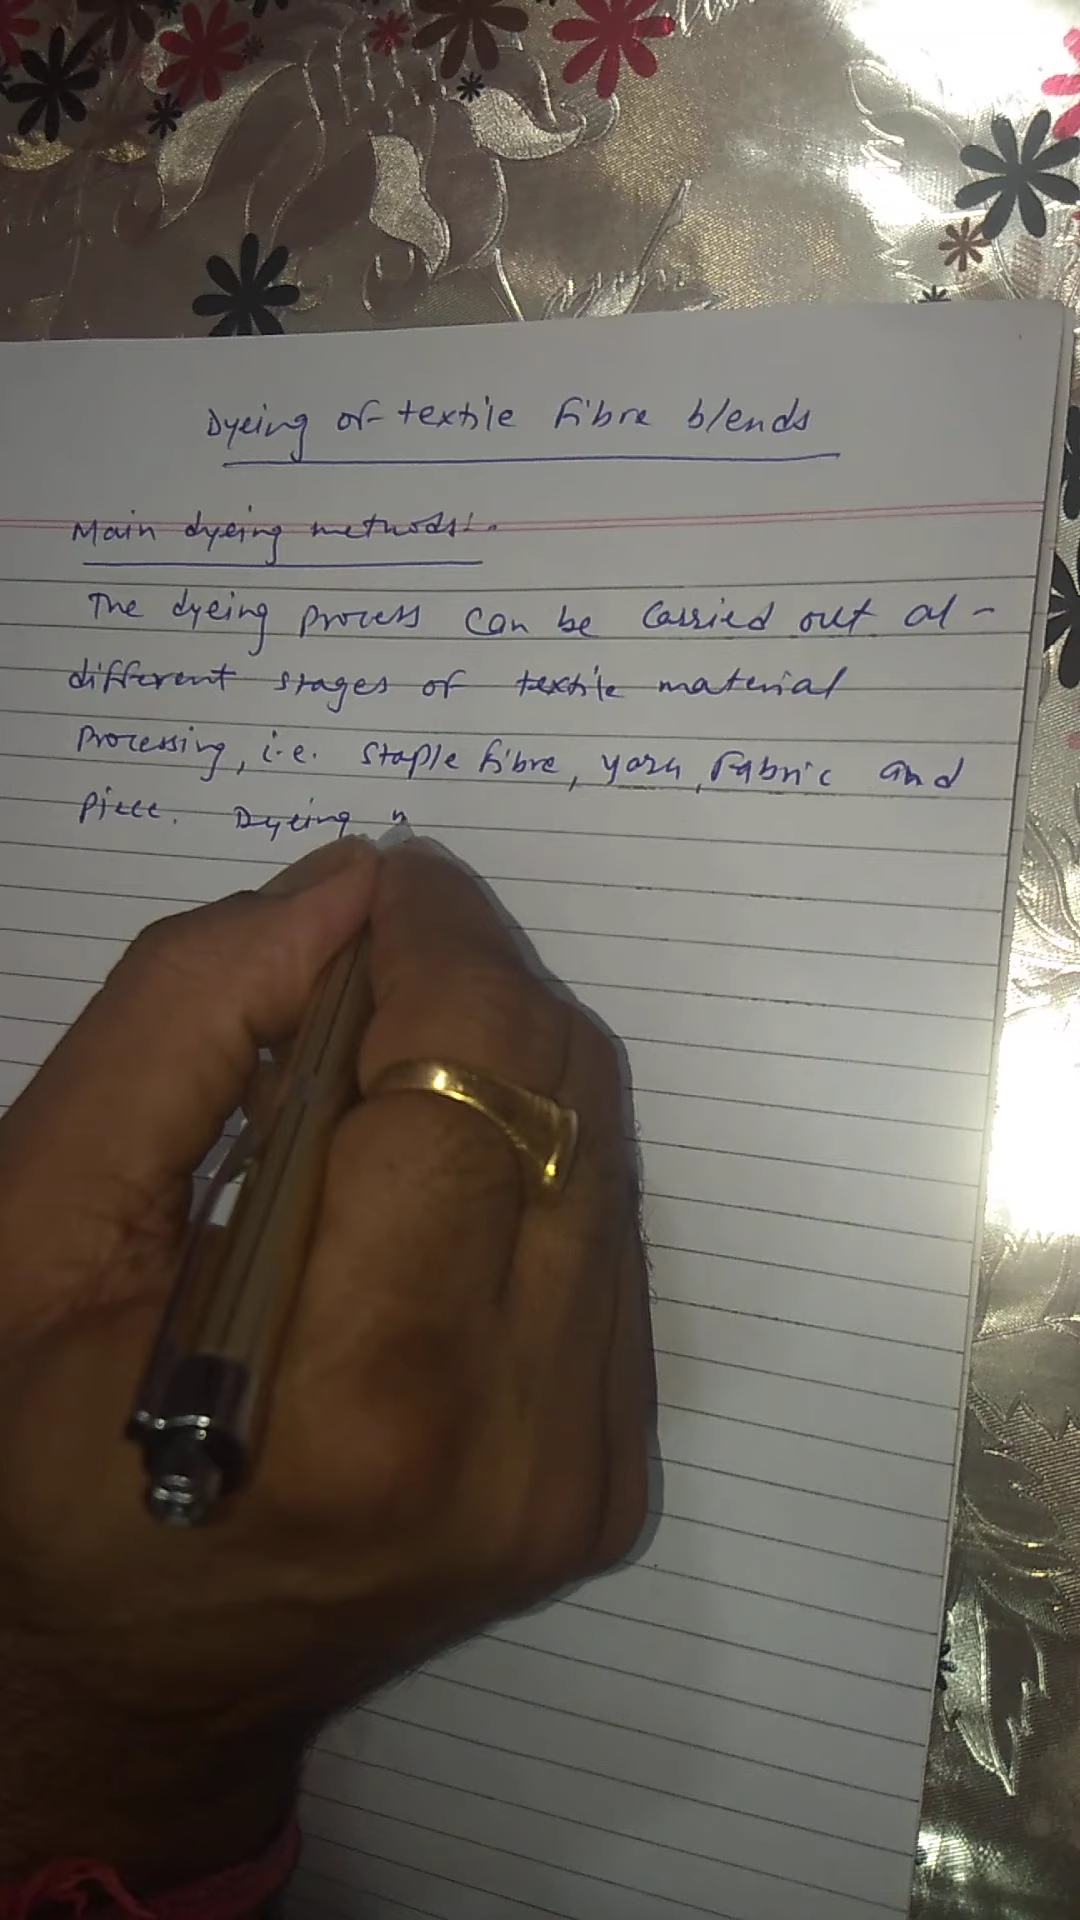 Dyeing of textile fibre blends
Main dyeing methods:-
The dyeing process can be carried out at
different stages of textile material
Processing, i.e. staple fibre, yarn, Fabric and
piece. Dyeing